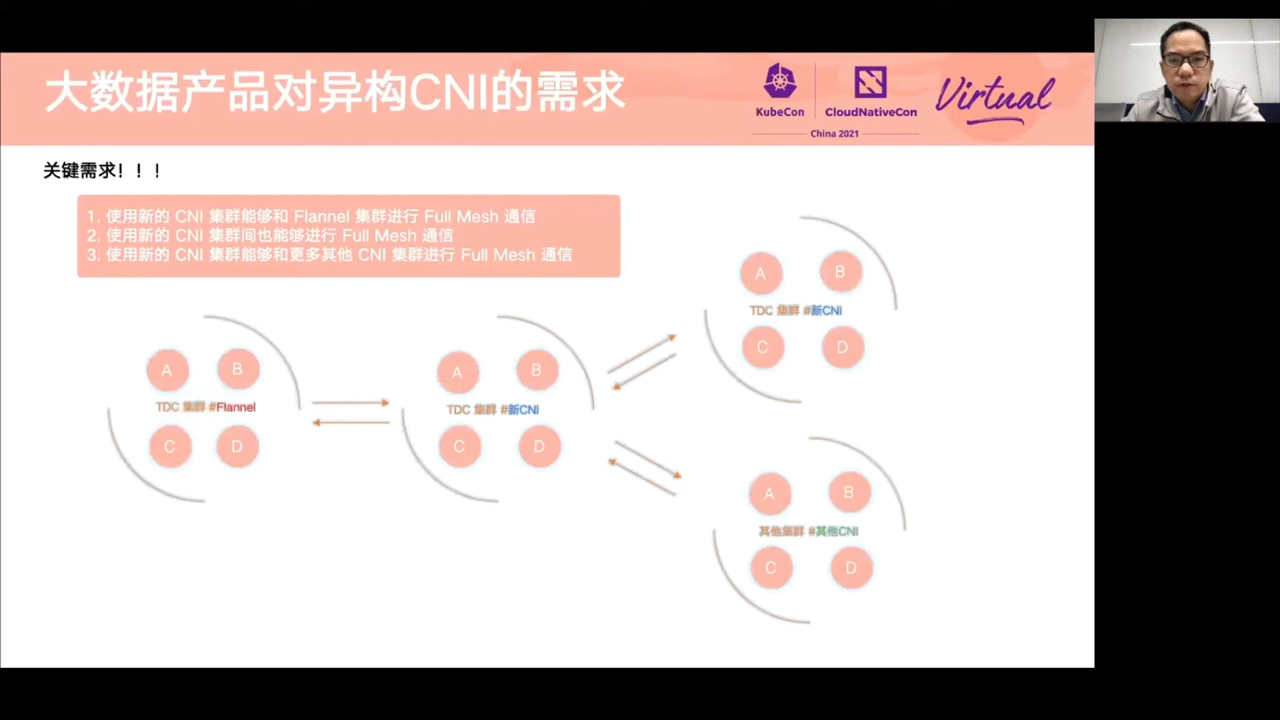 大数据产品对异构CNI的需求
KubeCon
CloudNativeCon
Virtual
China 2021
关键需求！！！
1. 使用新的 CNI 集群能够和 Flannel 集群进行 Full Mesh 通信
2. 使用新的 CNI 集群间也能够进行 Full Mesh 通信
3. 使用新的 CNI 集群能够和更多其他 CNI 集群进行 Full Mesh 通信
A B
TDC 集群 #Flannel
C D
A B
TDC 集群 #新CNI
C D
A B
TDC 集群 #新CNI
C D
A B
其他集群 #其他CNI
C D